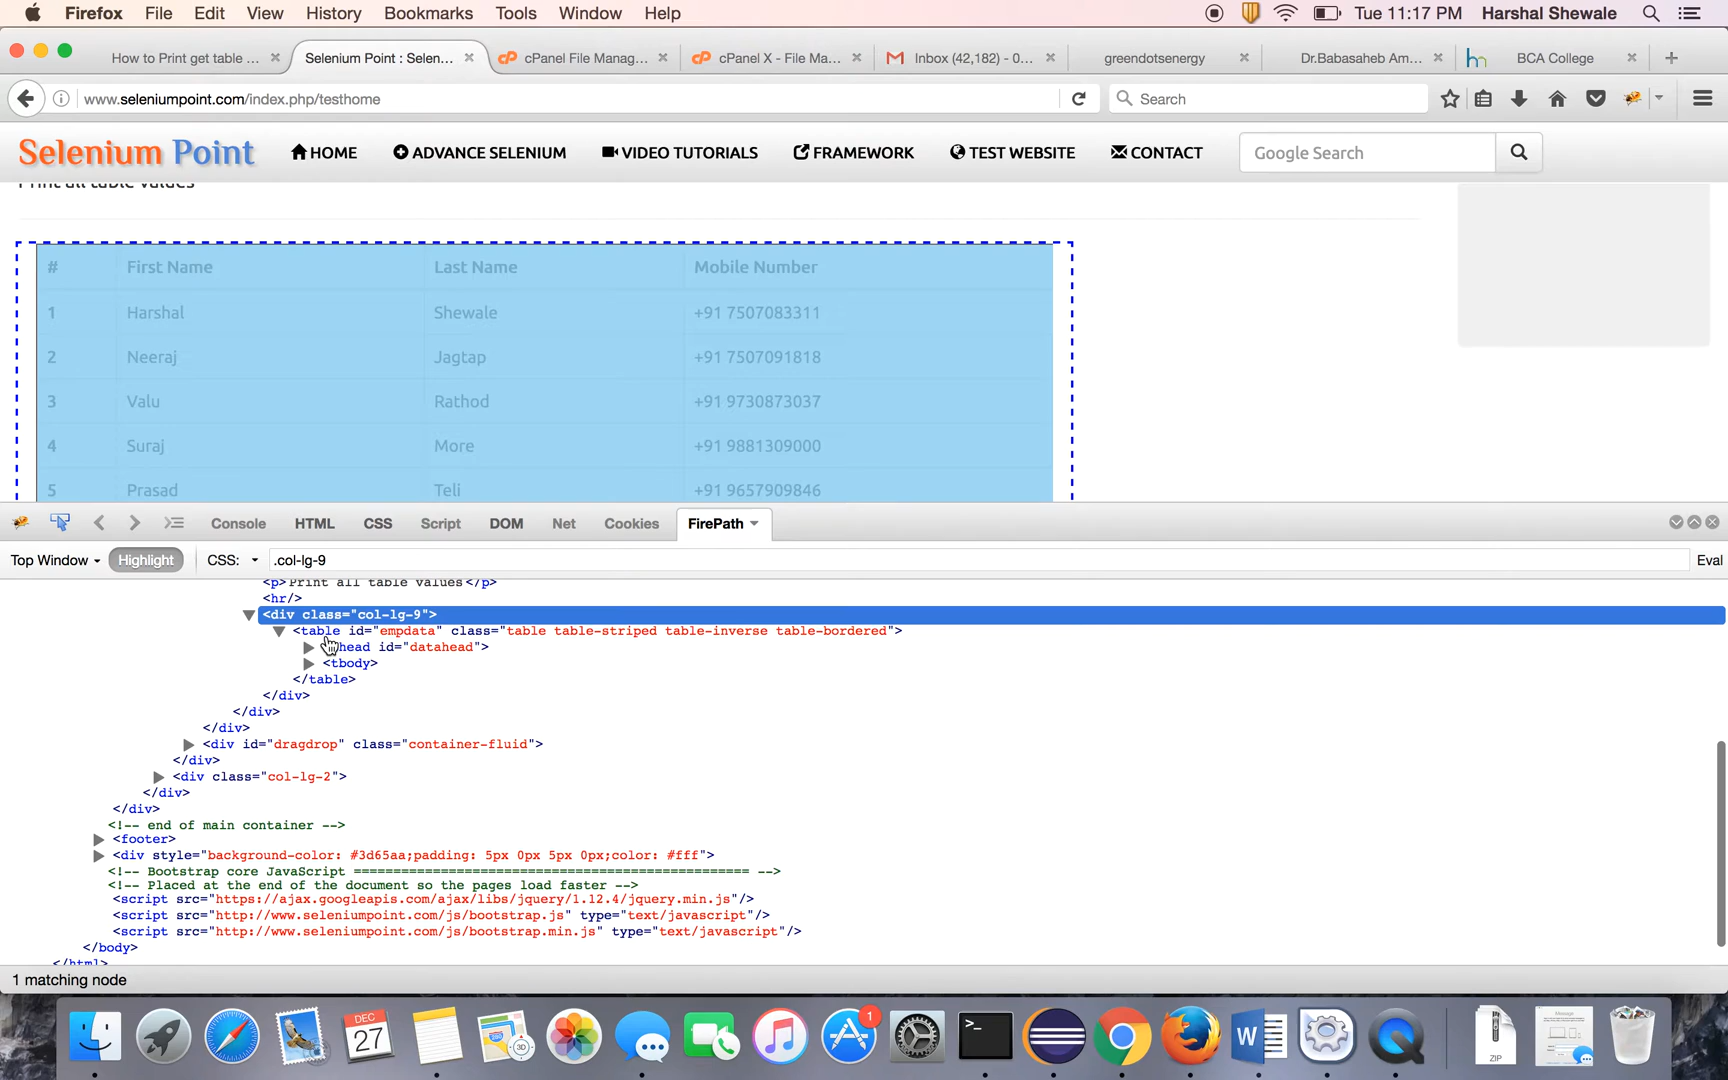 Firefox File Edit View History Bookmarks Tools Window Help Tue 11:17 PM Harshal Shewale
How to Print get table ... Selenium Point : Selen... cPanel File Manag... cPanel X - File Ma... Inbox (42,182) - 0... greendotsenergy Dr.Babasaheb Am... BCA College
www.seleniumpoint.com/index.php/testhome Search
Selenium Point HOME ADVANCE SELENIUM VIDEO TUTORIALS FRAMEWORK TEST WEBSITE CONTACT Google Search
Print all table values
# First Name Last Name Mobile Number
1 Harshal Shewale +91 7507083311
2 Neeraj Jagtap +91 7507091818
3 Valu Rathod +91 9730873037
4 Suraj More +91 9881309000
5 Prasad Teli +91 9657909846
Console HTML CSS Script DOM Net Cookies FirePath
Top Window Highlight CSS: .col-lg-9 Eval
<p>Print all table values</p>
<hr/>
<div class="col-lg-9">
<table id="empdata" class="table table-striped table-inverse table-bordered">
head id="datahead">
<tbody>
</table>
</div>
</div>
</div>
<div id="dragdrop" class="container-fluid">
</div>
<div class="col-lg-2">
</div>
</div>
<!-- end of main container -->
<footer>
<div style="background-color: #3d65aa;padding: 5px 0px 5px 0px;color: #fff">
<!-- Bootstrap core JavaScript ================================================== -->
<!-- Placed at the end of the document so the pages load faster -->
<script src="https://ajax.googleapis.com/ajax/libs/jquery/1.12.4/jquery.min.js"/>
<script src="http://www.seleniumpoint.com/js/bootstrap.js" type="text/javascript"/>
<script src="http://www.seleniumpoint.com/js/bootstrap.min.js" type="text/javascript"/>
</body>
</html>
1 matching node
DEC
27
3D
1
ZIP
Message